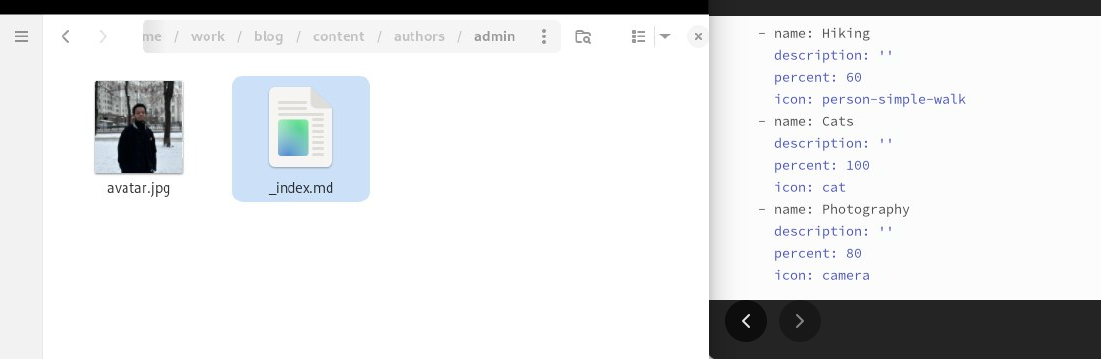 me / work / blog / content / authors / admin
avatar.jpg
_index.md
- name: Hiking
description: ''
percent: 60
icon: person-simple-walk
- name: Cats
description: ''
percent: 100
icon: cat
- name: Photography
description: ''
percent: 80
icon: camera